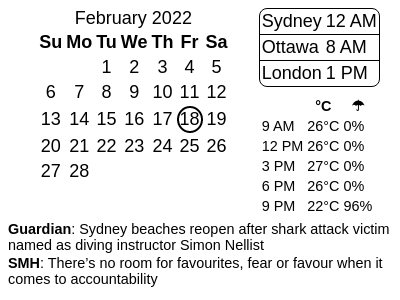 February 2022
Su Mo Tu We Th Fr Sa
1 2 3 4 5
6 7 8 9 10 11 12
13 14 15 16 17 18 19
20 21 22 23 24 25 26
27 28
Sydney 12 AM
Ottawa 8 AM
London 1 PM
°C ☂
9 AM 26°C 0%
12 PM 26°C 0%
3 PM 27°C 0%
6 PM 26°C 0%
9 PM 22°C 96%
Guardian: Sydney beaches reopen after shark attack victim
named as diving instructor Simon Nellist
SMH: There’s no room for favourites, fear or favour when it
comes to accountability